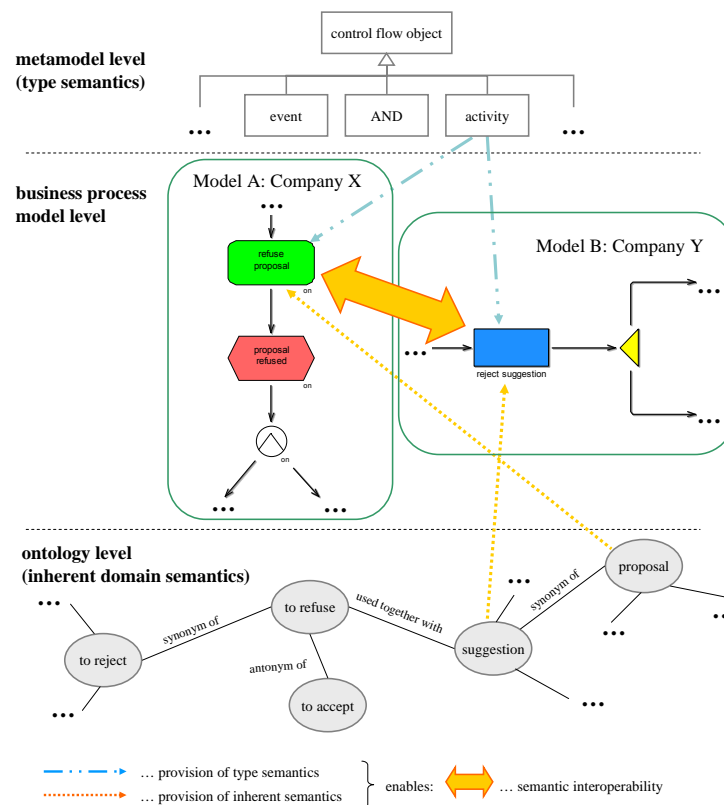 control flow object
metamodel level
(type semantics)
event
AND
activity
...
...
business process
model level
Model A: Company X
...
refuse
proposal
on
proposal
refused
on
on
...
...
Model B: Company Y
...
...
reject suggestion
...
ontology level
(inherent domain semantics)
proposal
...
...
to refuse
used together with
synonym of
...
...
synonym of
to reject
suggestion
antonym of
...
...
to accept
... provision of type semantics
enables:
... semantic interoperability
... provision of inherent semantics